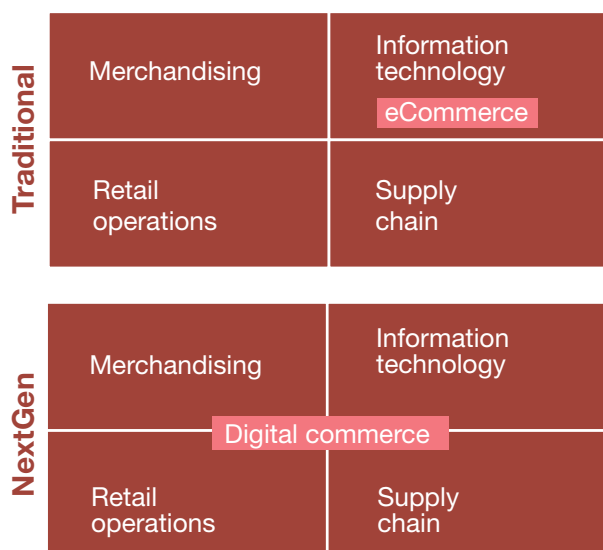 Traditional
Merchandising
Information
technology
eCommerce
Retail
operations
Supply
chain
NextGen
Merchandising
Information
technology
Digital commerce
Retail
operations
Supply
chain